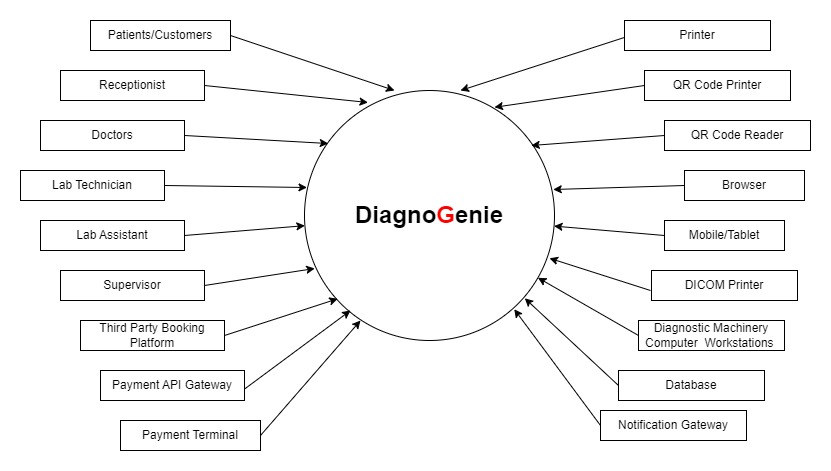 Patients/Customers
Receptionist
Doctors
Lab Technician
Lab Assistant
Supervisor
Third Party Booking
Platform
Payment API Gateway
Payment Terminal
DiagnoGenie
Printer
QR Code Printer
QR Code Reader
Browser
Mobile/Tablet
DICOM Printer
Diagnostic Machinery
Computer Workstations
Database
Notification Gateway